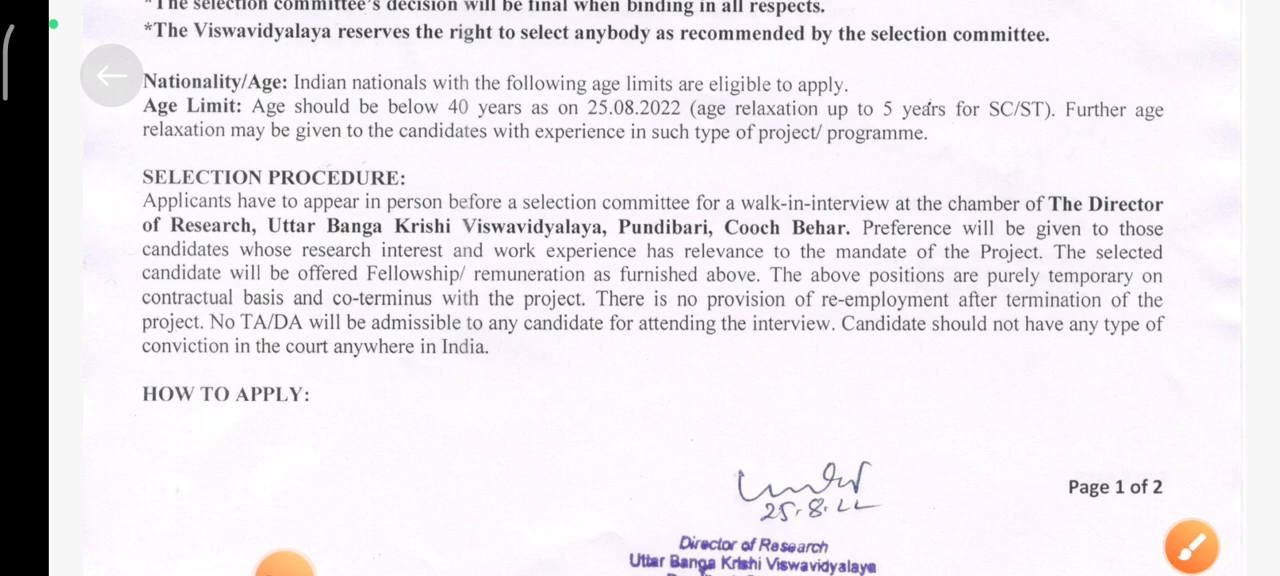 *The selection committee's decision will be final when binding in all respects.
*The Viswavidyalaya reserves the right to select anybody as recommended by the selection committee.
Nationality/Age: Indian nationals with the following age limits are eligible to apply.
Age Limit: Age should be below 40 years as on 25.08.2022 (age relaxation up to 5 years for SC/ST). Further age
relaxation may be given to the candidates with experience in such type of project/ programme.
SELECTION PROCEDURE:
Applicants have to appear in person before a selection committee for a walk-in-interview at the chamber of The Director
of Research, Uttar Banga Krishi Viswavidyalaya, Pundibari, Cooch Behar. Preference will be given to those
candidates whose research interest and work experience has relevance to the mandate of the Project. The selected
candidate will be offered Fellowship/ remuneration as furnished above. The above positions are purely temporary on
contractual basis and co-terminus with the project. There is no provision of re-employment after termination of the
project. No TA/DA will be admissible to any candidate for attending the interview. Candidate should not have any type of
conviction in the court anywhere in India.
HOW TO APPLY:
25.8.22
Page 1 of 2
Director of Research
Uttar Banga Krishi Viswavidyalaya